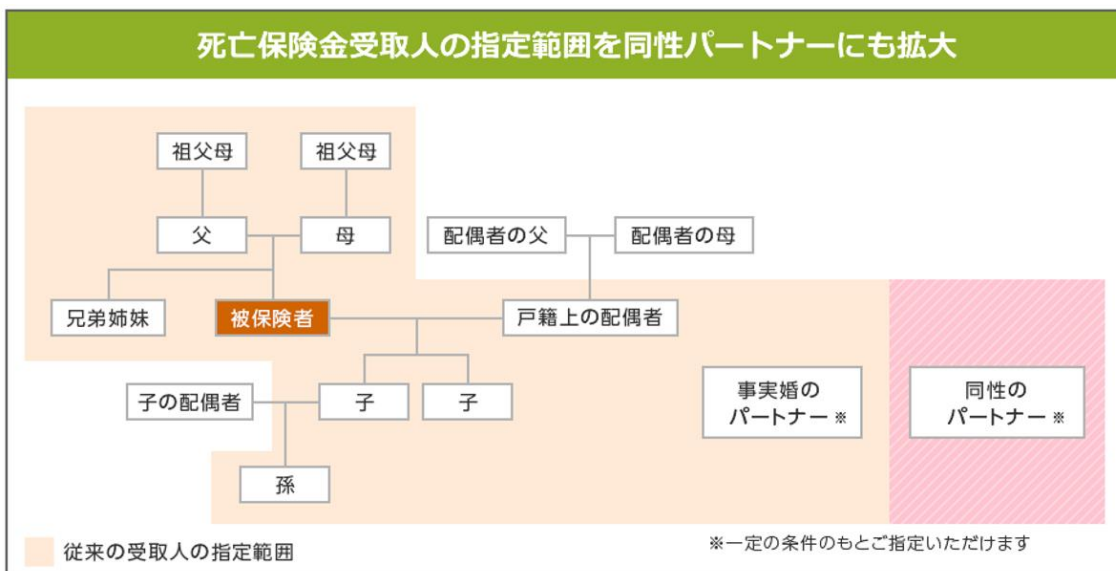 死亡保険金受取人の指定範囲を同性パートナーにも拡大
祖父母
祖父母
父
母
配偶者の父
配偶者の母
兄弟姉妹
被保険者
戸籍上の配偶者
子の配偶者
子
子
事実婚の
パートナー※
同性の
パートナー※
孫
従来の受取人の指定範囲
※一定の条件のもとご指定いただけます